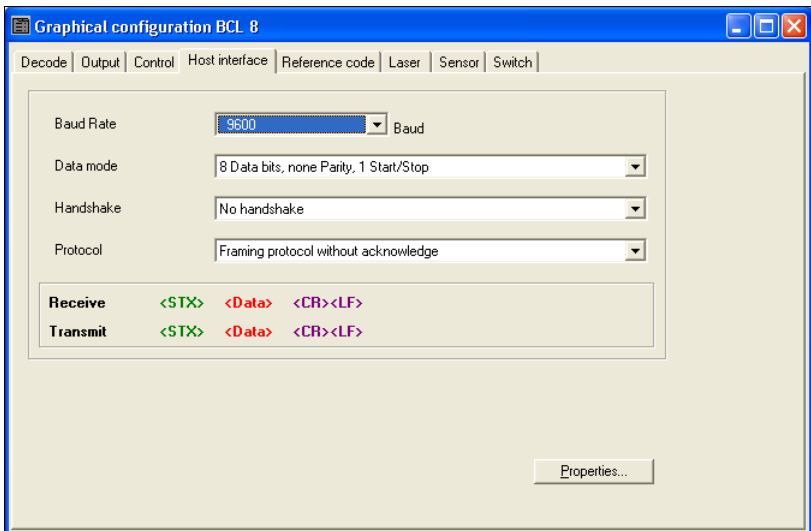 Graphical configuration BCL 8
Decode Output Control Host interface Reference code Laser Sensor Switch
Baud Rate 9600 Baud
Data mode 8 Data bits, none Parity, 1 Start/Stop
Handshake No handshake
Protocol Framing protocol without acknowledge
Receive <STX> <Data> <CR><LF>
Transmit <STX> <Data> <CR><LF>
Properties...